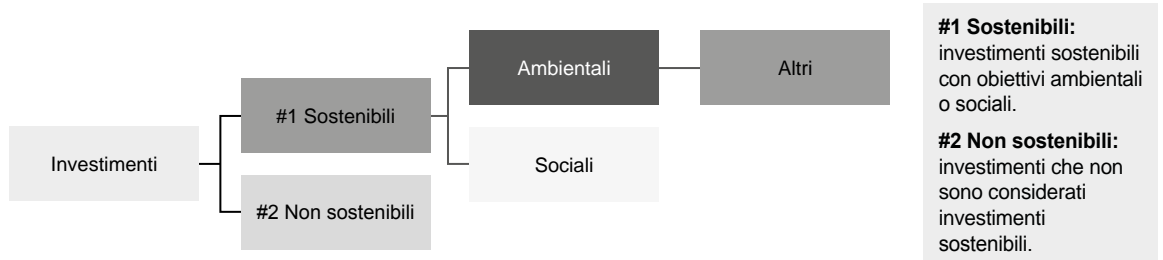 Investimenti
#1 Sostenibili
#2 Non sostenibili
Ambientali
Sociali
Altri
#1 Sostenibili:
investimenti sostenibili
con obiettivi ambientali
o sociali.
#2 Non sostenibili:
investimenti che non
sono considerati
investimenti
sostenibili.